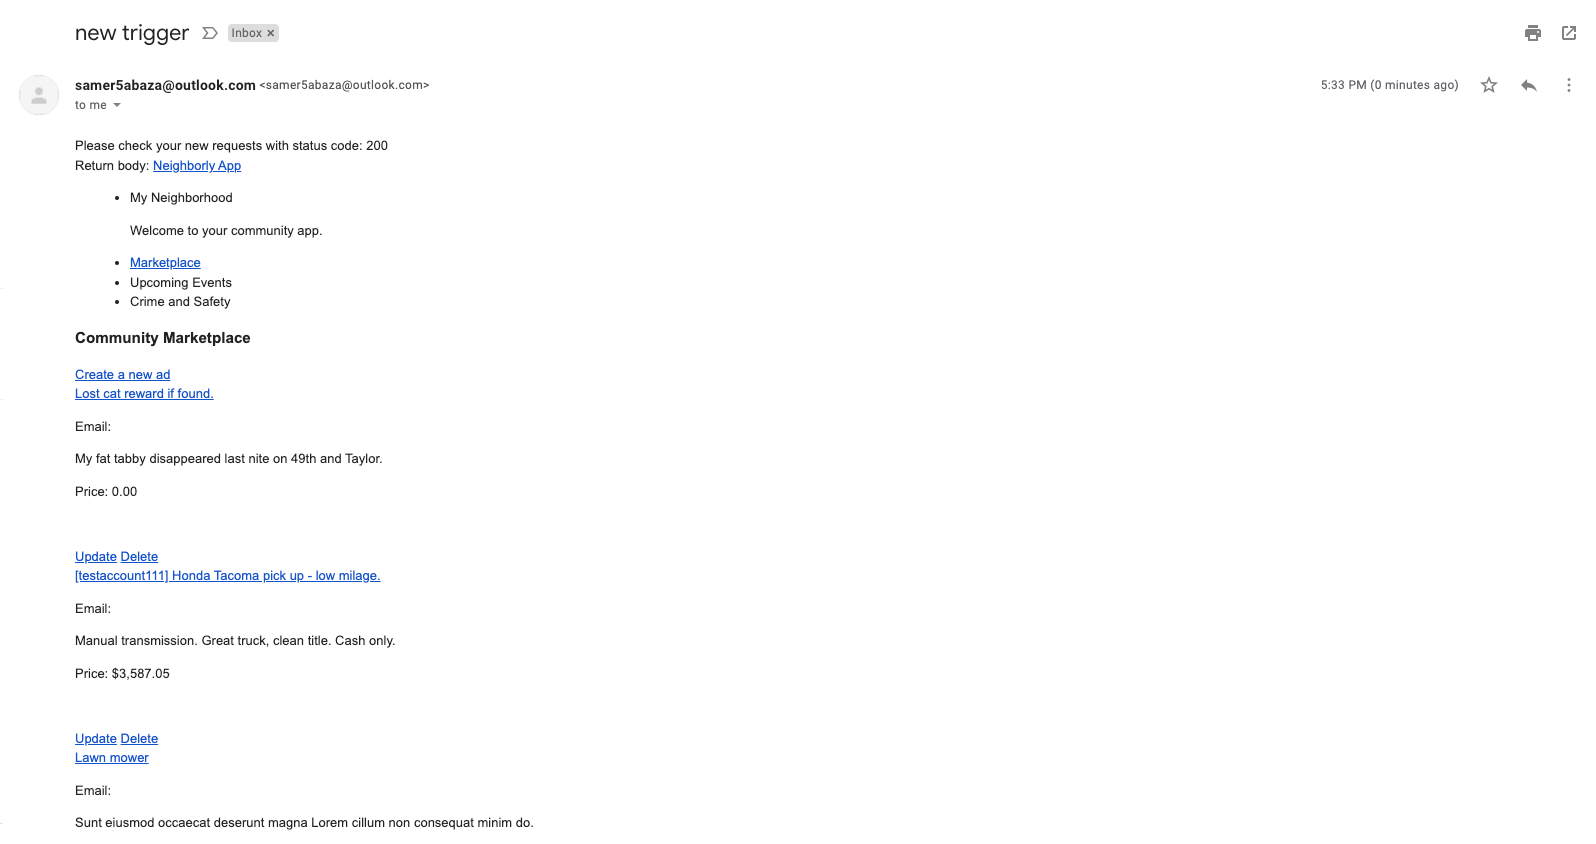 new trigger
Inbox ×
samer5abaza@outlook.com <samer5abaza@outlook.com>
5:33 PM (0 minutes ago)
to me
Please check your new requests with status code: 200
Return body: Neighborly App
• My Neighborhood
Welcome to your community app.
• Marketplace
• Upcoming Events
• Crime and Safety
Community Marketplace
Create a new ad
Lost cat reward if found.
Email:
My fat tabby disappeared last nite on 49th and Taylor.
Price: 0.00
Update Delete
[testaccount111] Honda Tacoma pick up - low milage.
Email:
Manual transmission. Great truck, clean title. Cash only.
Price: $3,587.05
Update Delete
Lawn mower
Email:
Sunt eiusmod occaecat deserunt magna Lorem cillum non consequat minim do.